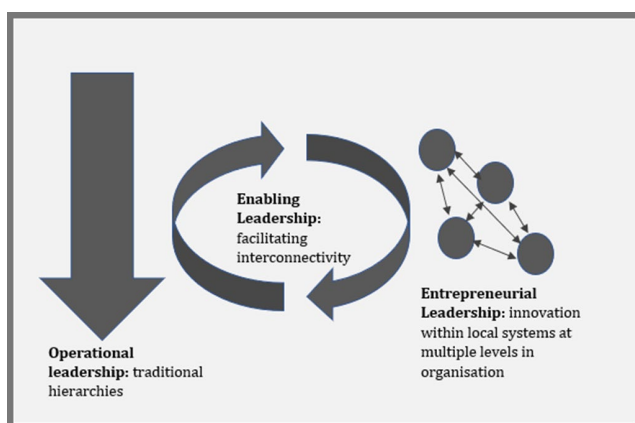 Enabling
Leadership:
facilitating
interconnectivity
Operational
leadership: traditional
hierarchies
Entrepreneurial
Leadership: innovation
within local systems at
multiple levels in
organisation